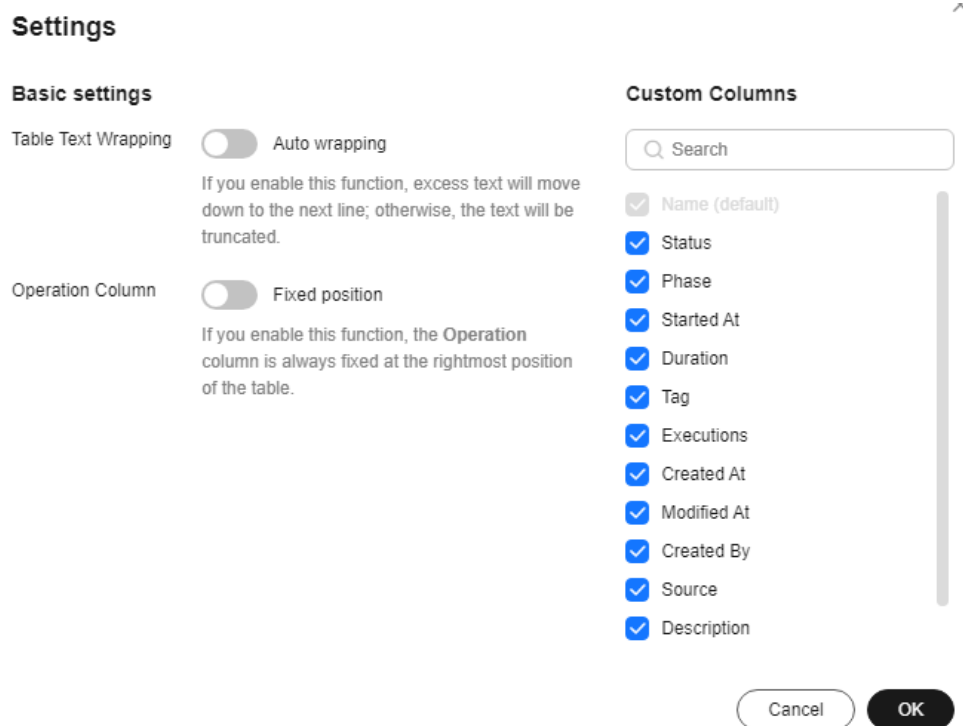 Settings
Basic settings
Table Text Wrapping
Auto wrapping
If you enable this function, excess text will move
down to the next line; otherwise, the text will be
truncated.
Operation Column
Fixed position
If you enable this function, the Operation
column is always fixed at the rightmost position
of the table.
Custom Columns
Search
Name (default)
Status
Phase
Started At
Duration
Tag
Executions
Created At
Modified At
Created By
Source
Description
Cancel
OK